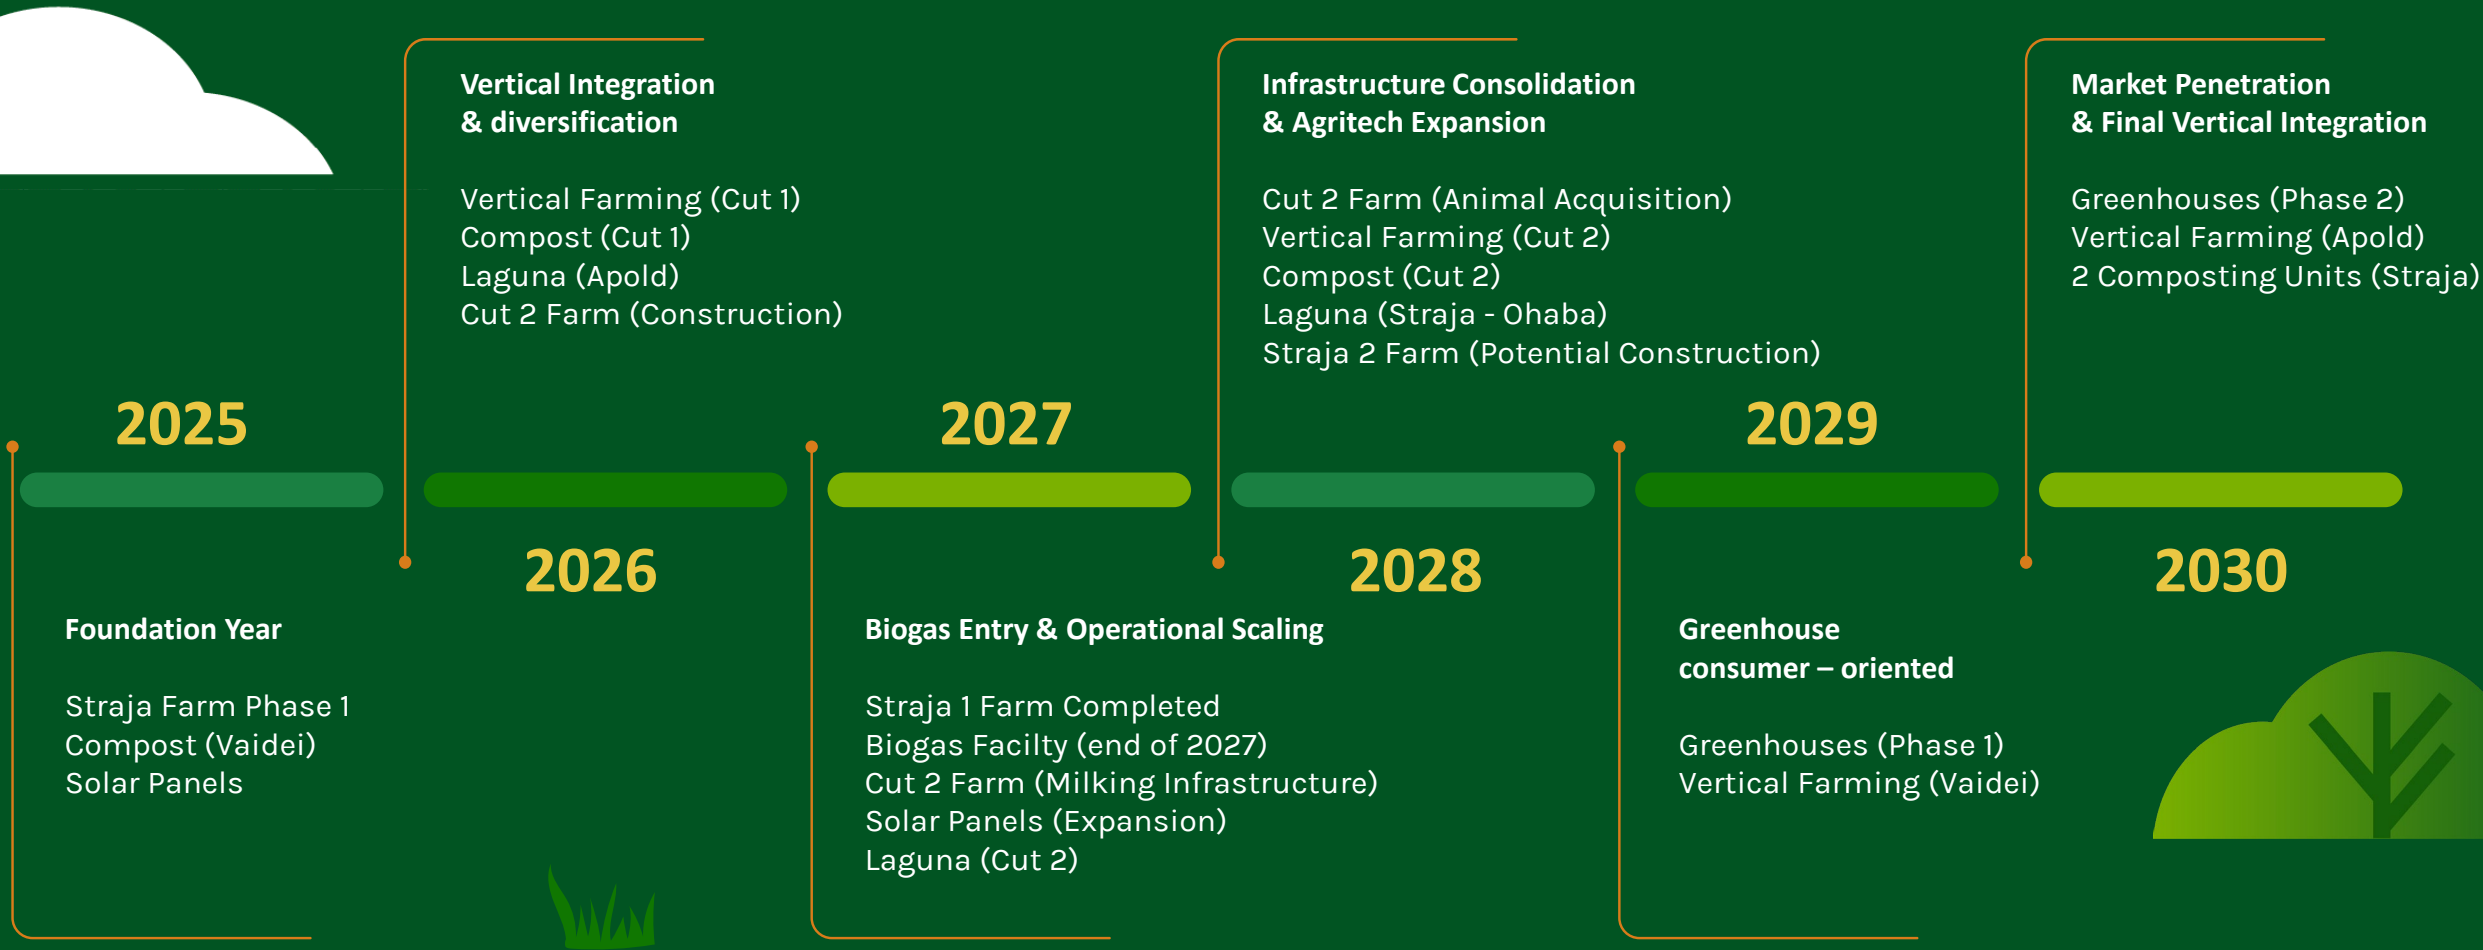 2025
Foundation Year
Straja Farm Phase 1
Compost (Vaidei)
Solar Panels
Vertical Integration
& diversification
Vertical Farming (Cut 1)
Compost (Cut 1)
Laguna (Apold)
Cut 2 Farm (Construction)
2026
2027
Biogas Entry & Operational Scaling
Straja 1 Farm Completed
Biogas Facilty (end of 2027)
Cut 2 Farm (Milking Infrastructure)
Solar Panels (Expansion)
Laguna (Cut 2)
Infrastructure Consolidation
& Agritech Expansion
Cut 2 Farm (Animal Acquisition)
Vertical Farming (Cut 2)
Compost (Cut 2)
Laguna (Straja - Ohaba)
Straja 2 Farm (Potential Construction)
2028
2029
Greenhouse
consumer – oriented
Greenhouses (Phase 1)
Vertical Farming (Vaidei)
Market Penetration
& Final Vertical Integration
Greenhouses (Phase 2)
Vertical Farming (Apold)
2 Composting Units (Straja)
2030